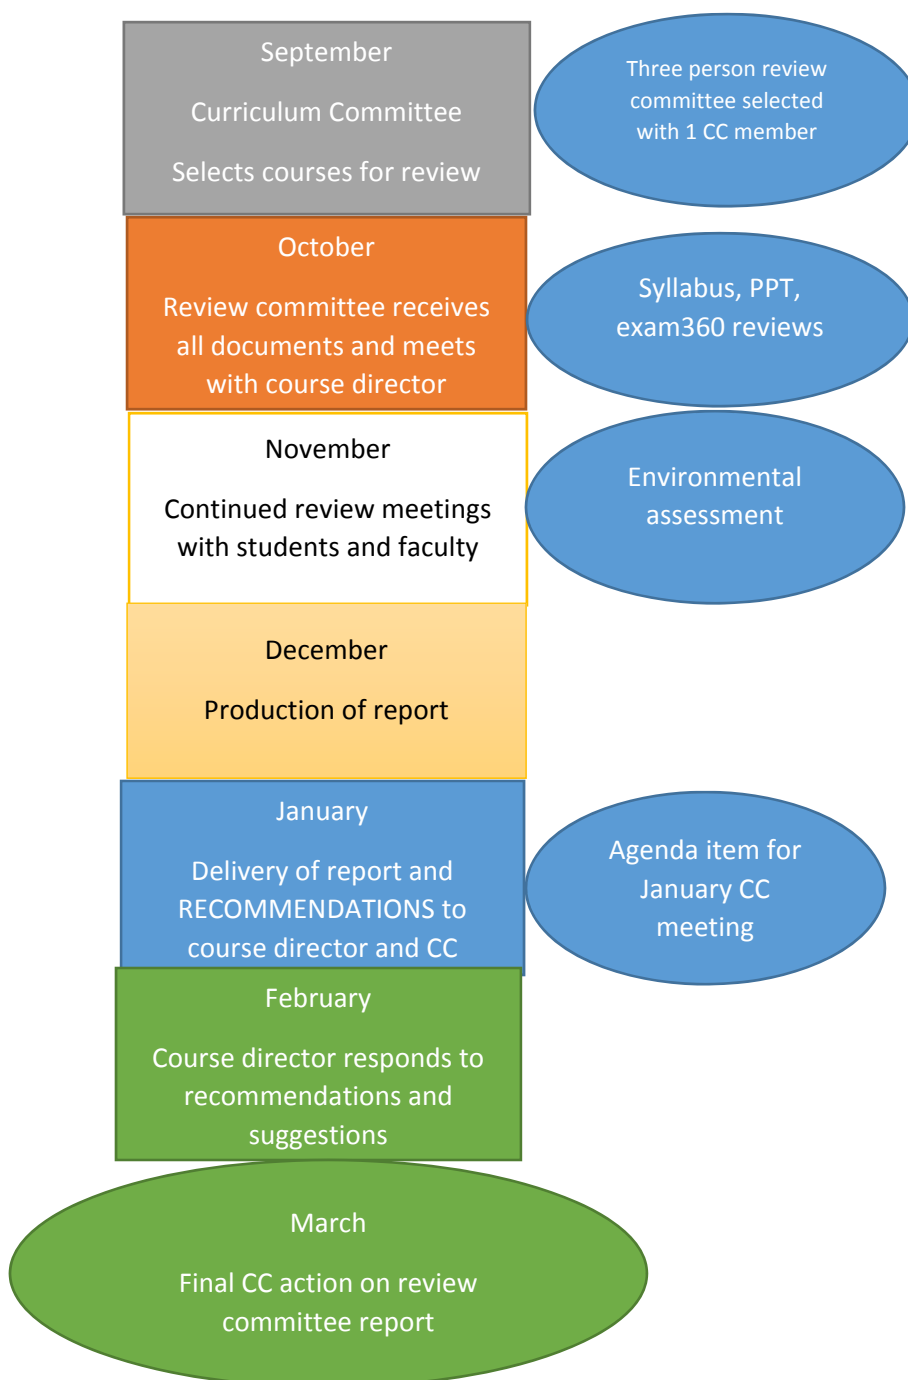 September
Curriculum Committee
Selects courses for review
Three person review
committee selected
with 1 CC member
October
Review committee receives
all documents and meets
with course director
Syllabus, PPT,
exam360 reviews
November
Continued review meetings
with students and faculty
Environmental
assessment
December
Production of report
January
Delivery of report and
RECOMMENDATIONS to
course director and CC
Agenda item for
January CC
meeting
February
Course director responds to
recommendations and
suggestions
March
Final CC action on review
committee report